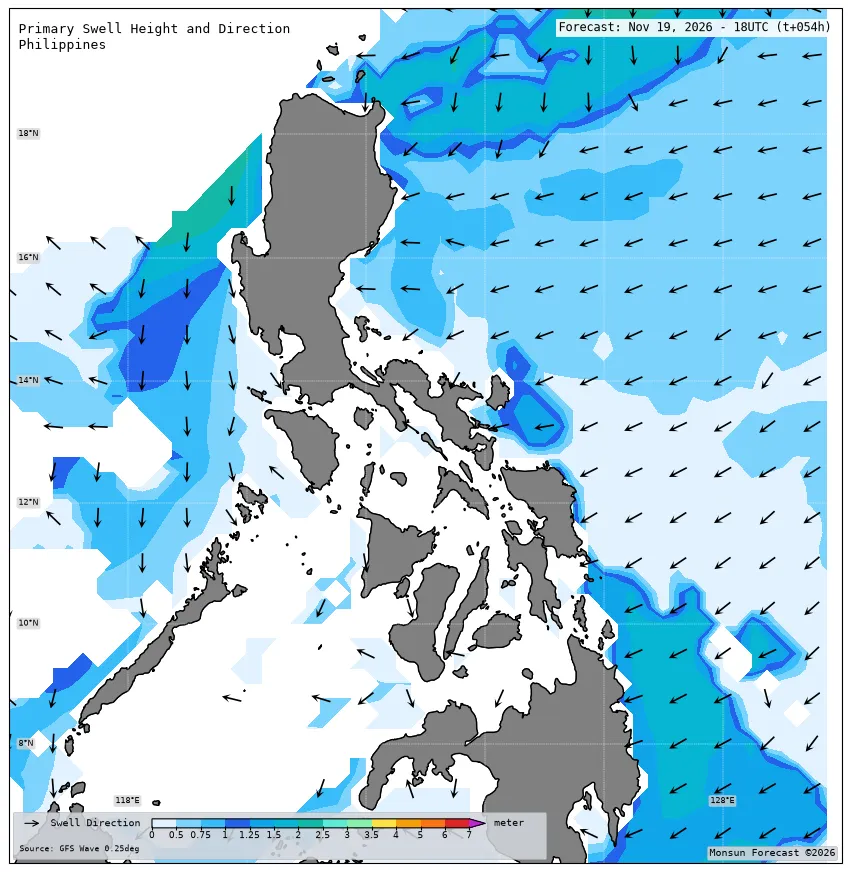 Primary Swell Height and Direction
Philippines
Forecast: Nov 19, 2026 - 18UTC (t+054h)
18°N
16°N
14°N
12°N
10°N
8°N
118°E
128°E
Swell Direction
0 0.5 0.75 1 1.25 1.5 2 2.5 3 3.5 4 5 6 7
meter
Source: GFS Wave 0.25deg
Monsun Forecast ©2026